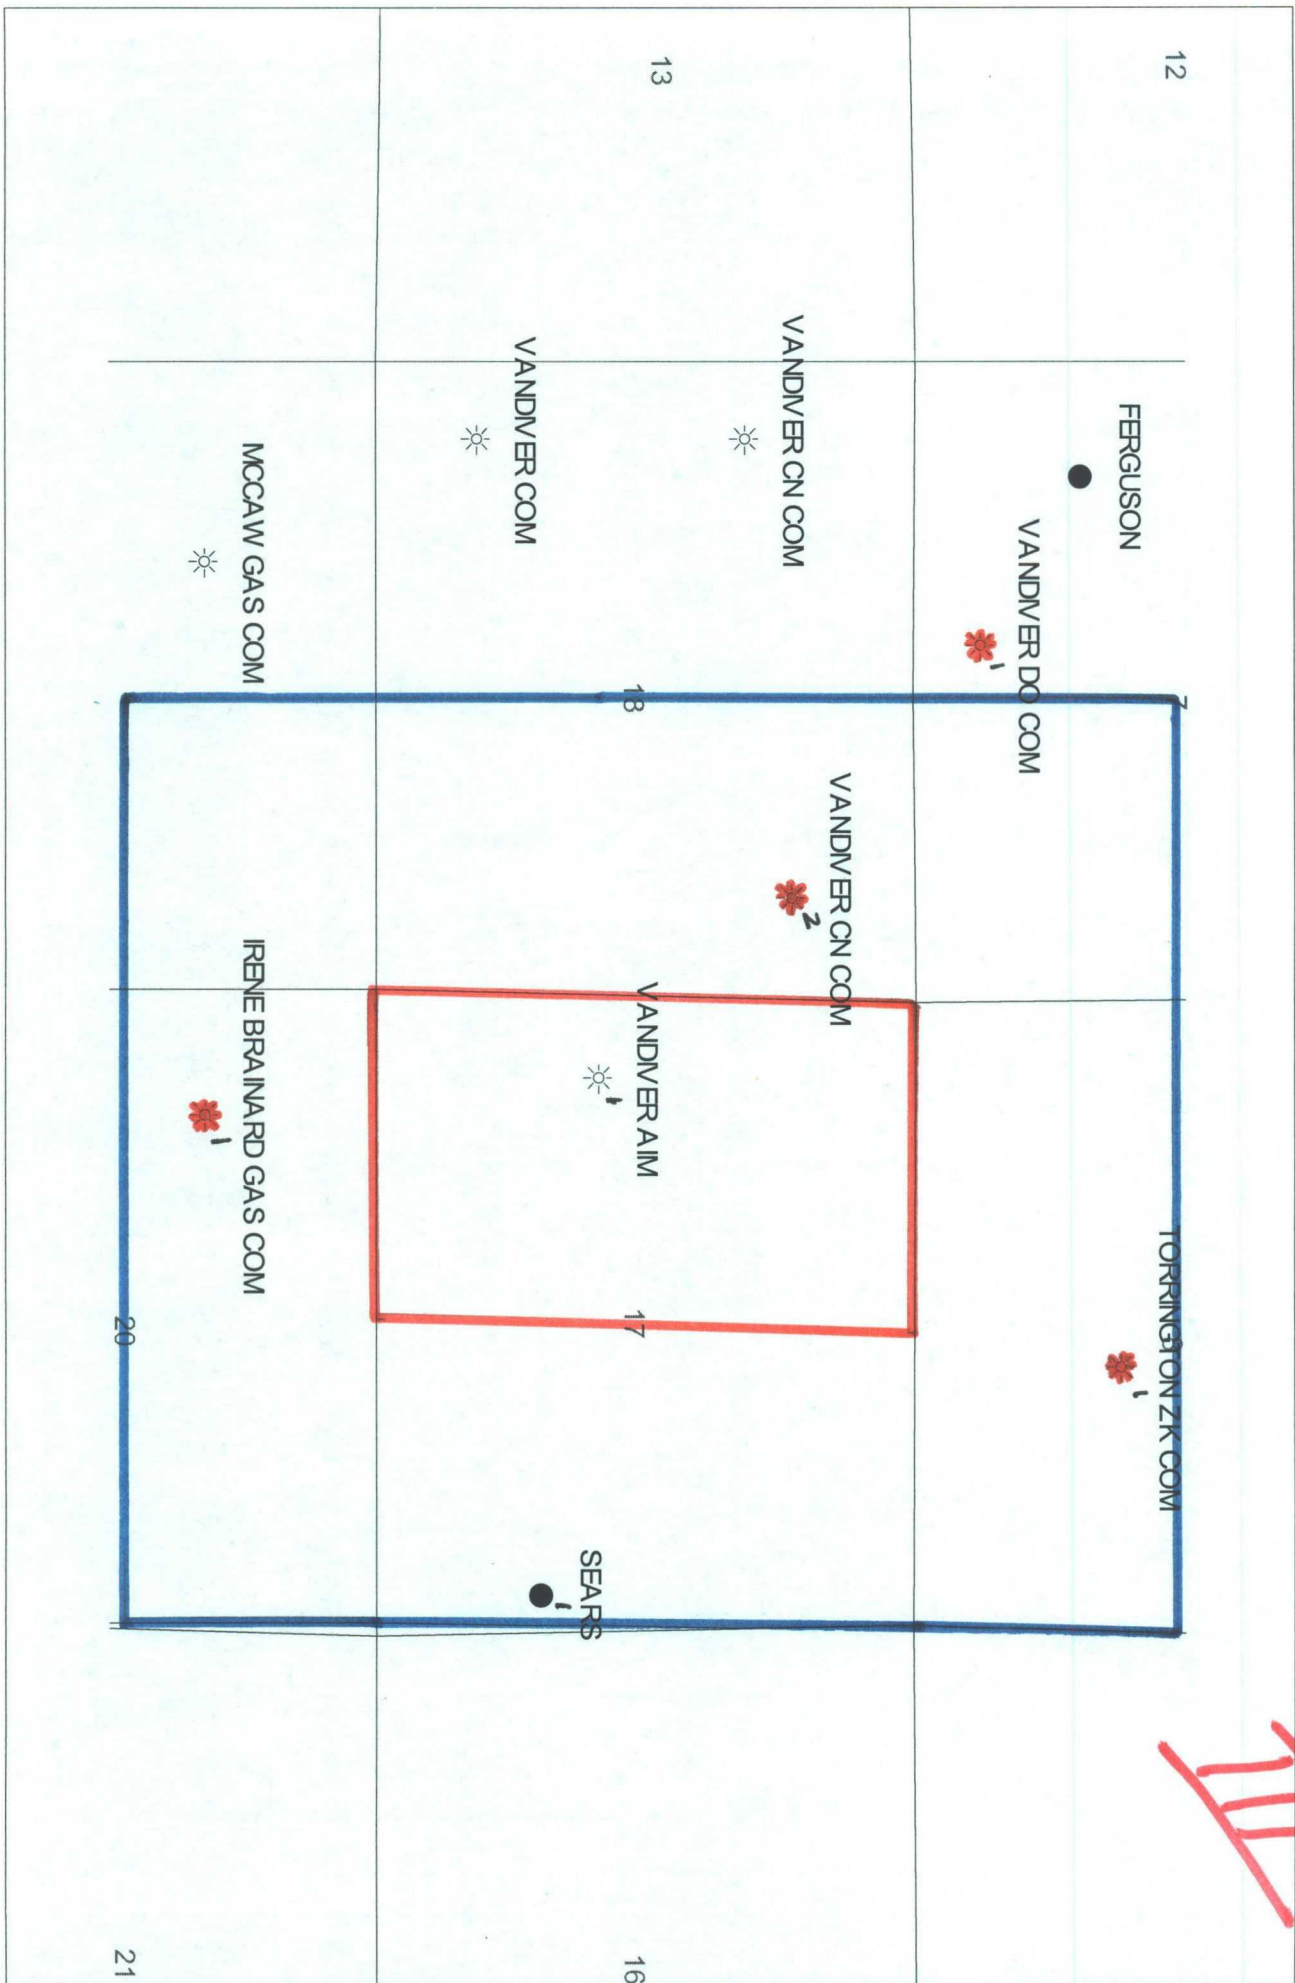 12
7
TORRINGTON ZK COM
1
FERGUSON
VANDIVER DO COM
1
VANDIVER CN COM
2
VANDIVER CN COM
13
18
VANDIVER AIM
1
17
16
SEARS
1
VANDIVER COM
MCCAW GAS COM
IRENE BRAINARD GAS COM
1
20
21